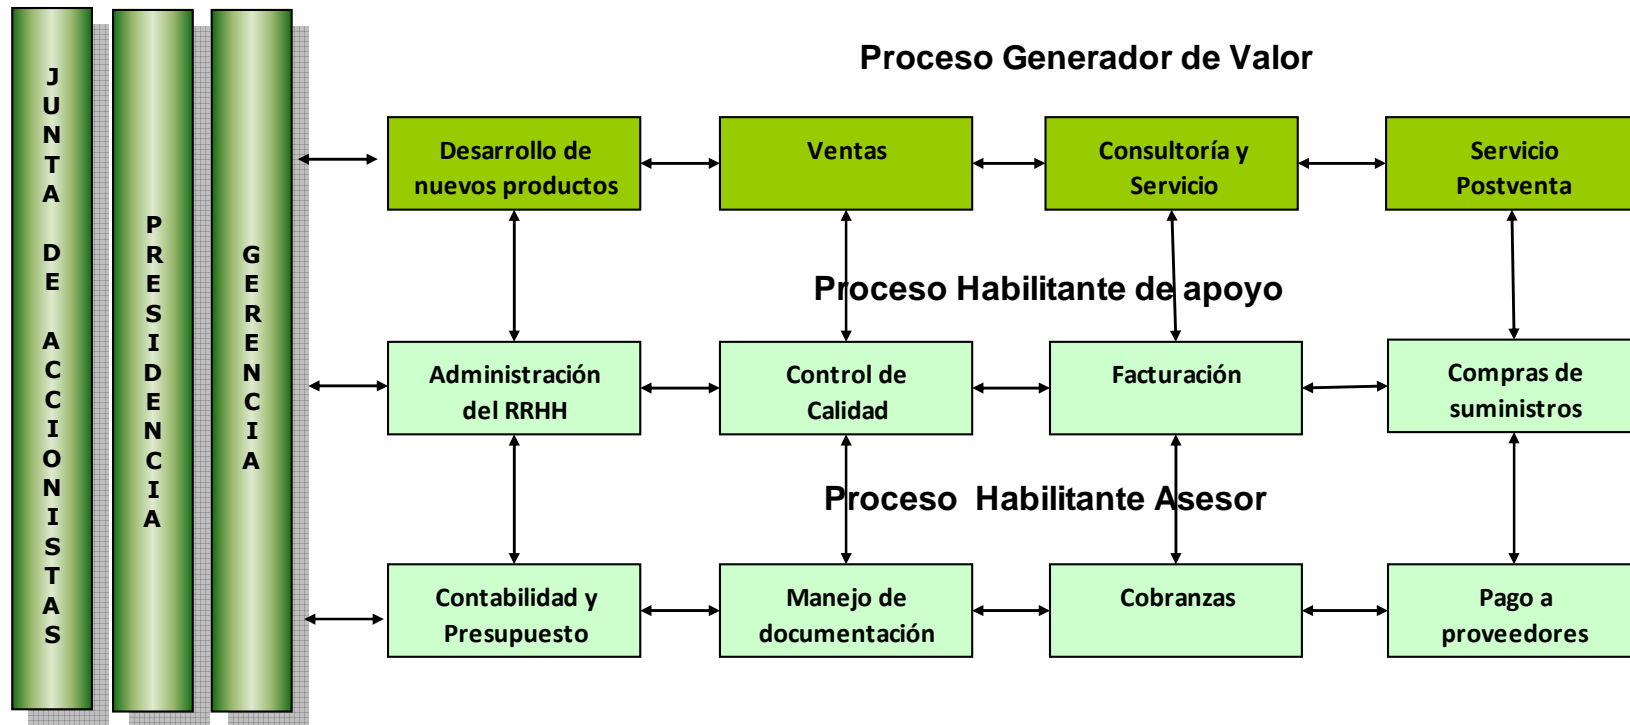 JUNTA DE ACCIONISTAS
PRESIDENCIA
GERENCIA
Proceso Generador de Valor
Desarrollo de
nuevos productos
Ventas
Consultoría y
Servicio
Servicio
Postventa
Proceso Habilitante de apoyo
Administración
del RRHH
Control de
Calidad
Facturación
Compras de
suministros
Proceso Habilitante Asesor
Contabilidad y
Presupuesto
Manejo de
documentación
Cobranzas
Pago a
proveedores